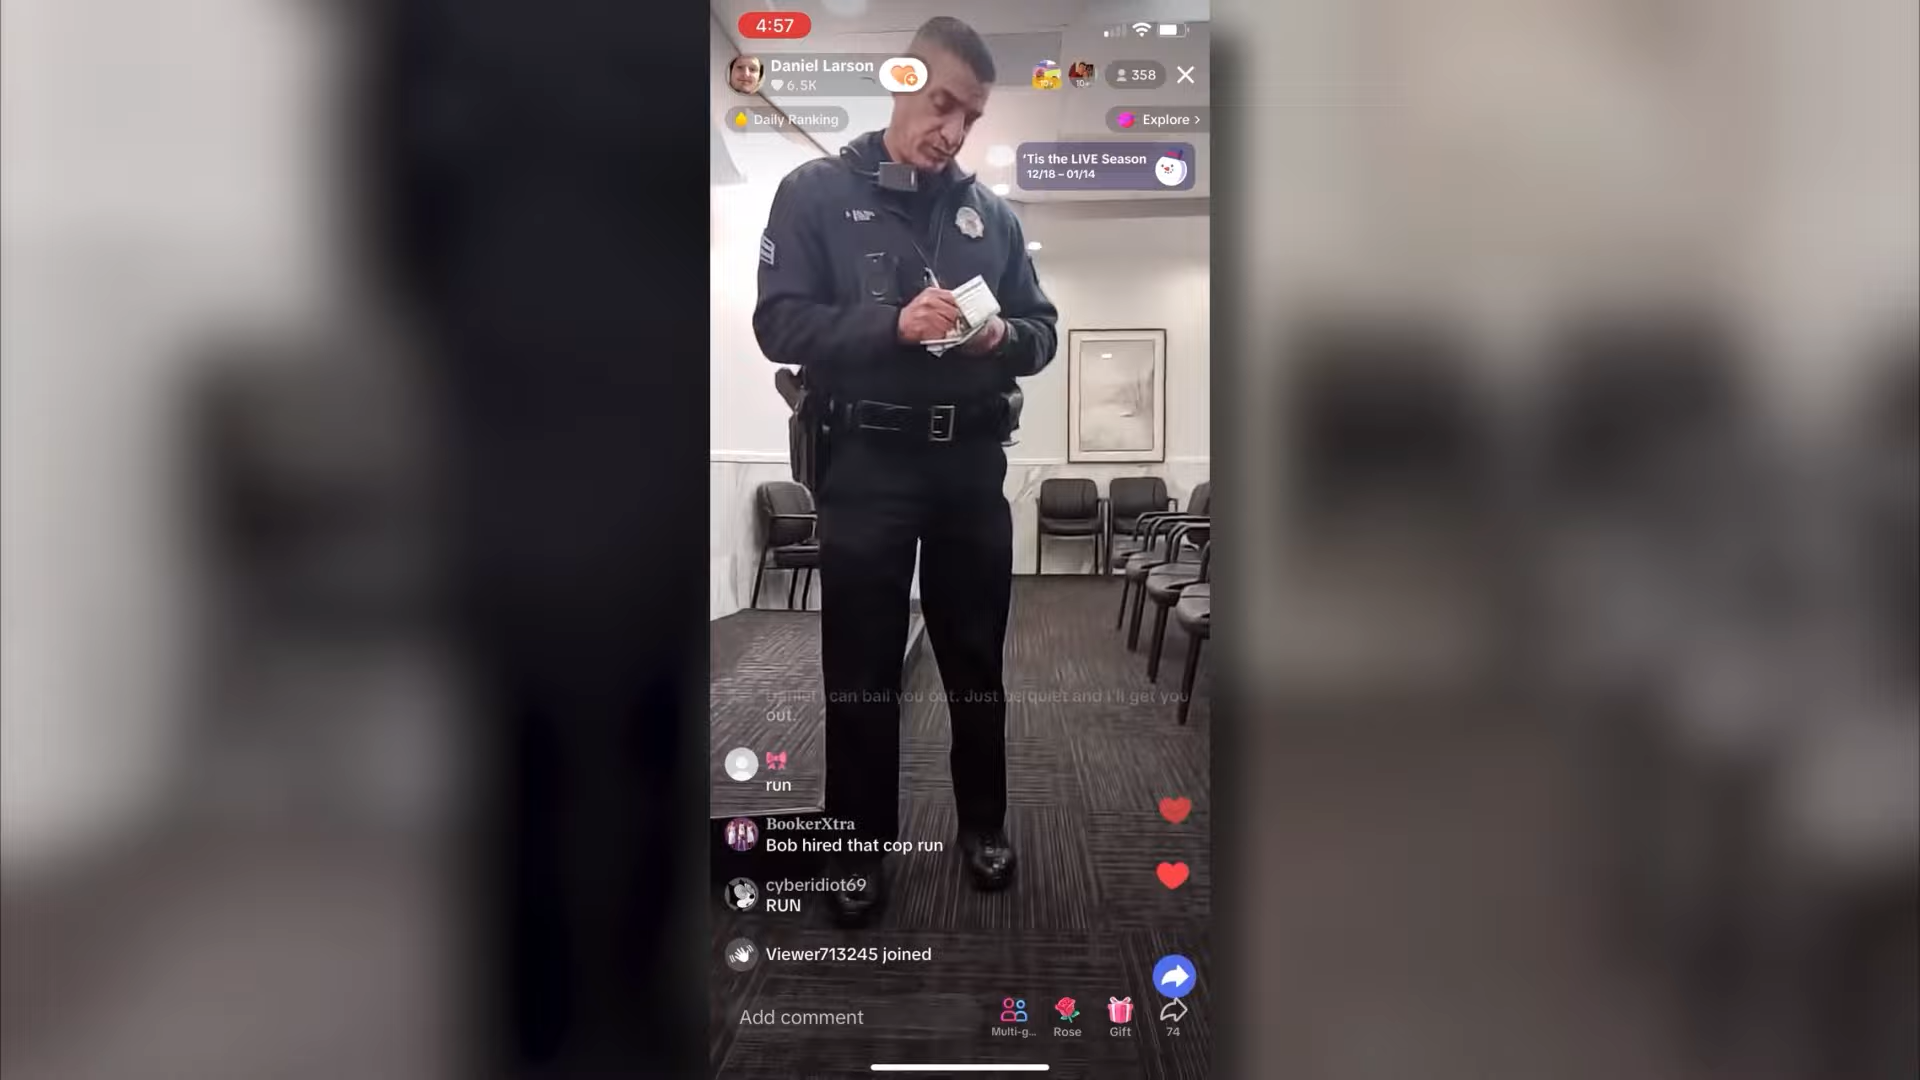 4:57
Daniel Larson
6.5K
358
Daily Ranking
Explore >
'Tis the LIVE Season
12/18 – 01/14
Daniel I can bail you out. Just be quiet and I'll get you
out.
run
BookerXtra
Bob hired that cop run
cyberidiot69
RUN
Viewer713245 joined
Add comment
Multi-g...
Rose
Gift
74